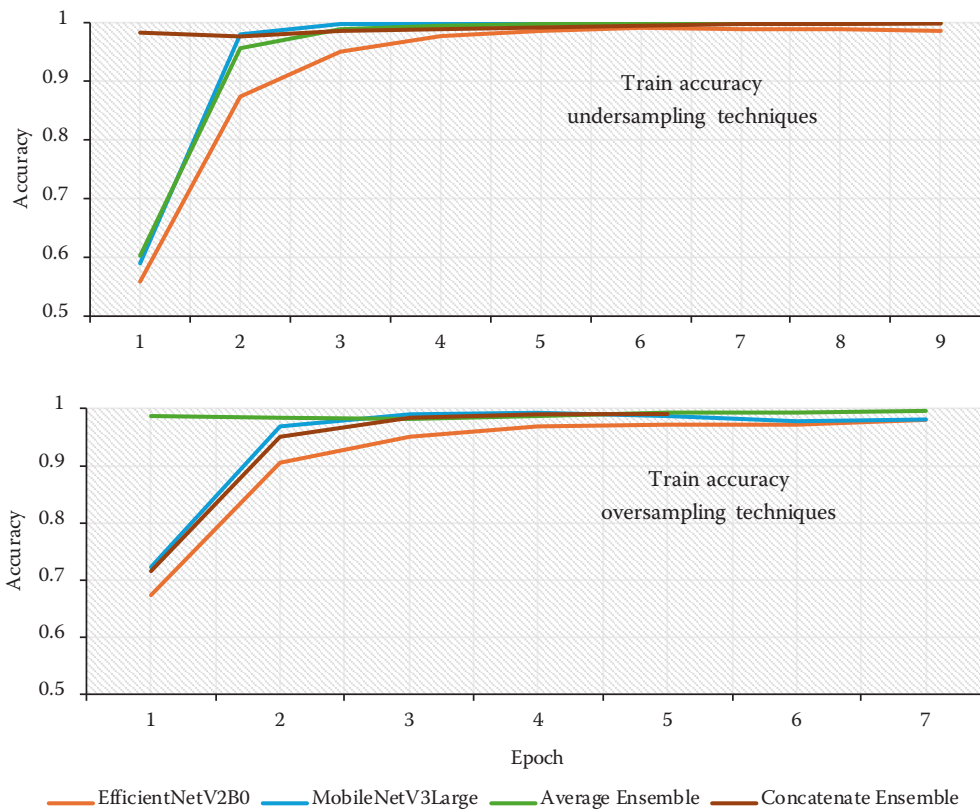 1
0.9
0.8
0.7
0.6
0.5
Accuracy
Train accuracy
undersampling techniques
1 2 3 4 5 6 7 8 9
1
0.9
0.8
0.7
0.6
0.5
Accuracy
Train accuracy
oversampling techniques
1 2 3 4 5 6 7
Epoch
EfficientNetV2B0 MobileNetV3Large Average Ensemble Concatenate Ensemble